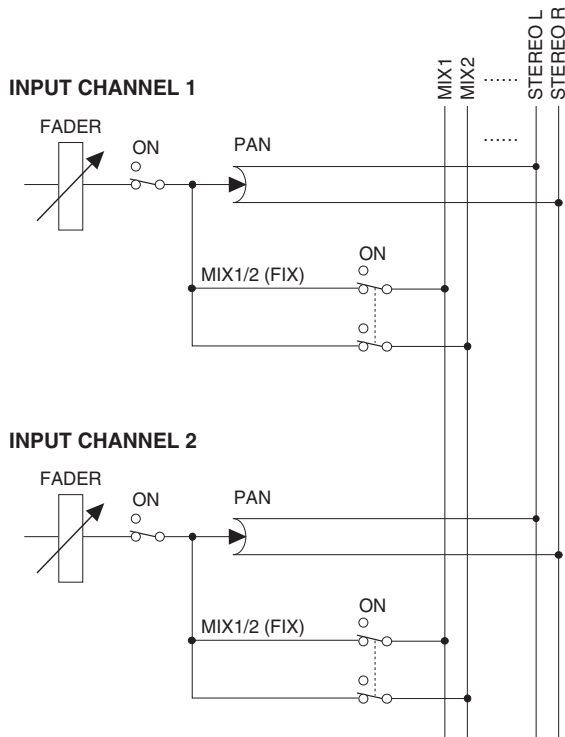 MIX1
MIX2
......
STEREO L
STEREO R
......
INPUT CHANNEL 1
FADER
ON
PAN
ON
MIX1/2 (FIX)
INPUT CHANNEL 2
FADER
ON
PAN
ON
MIX1/2 (FIX)